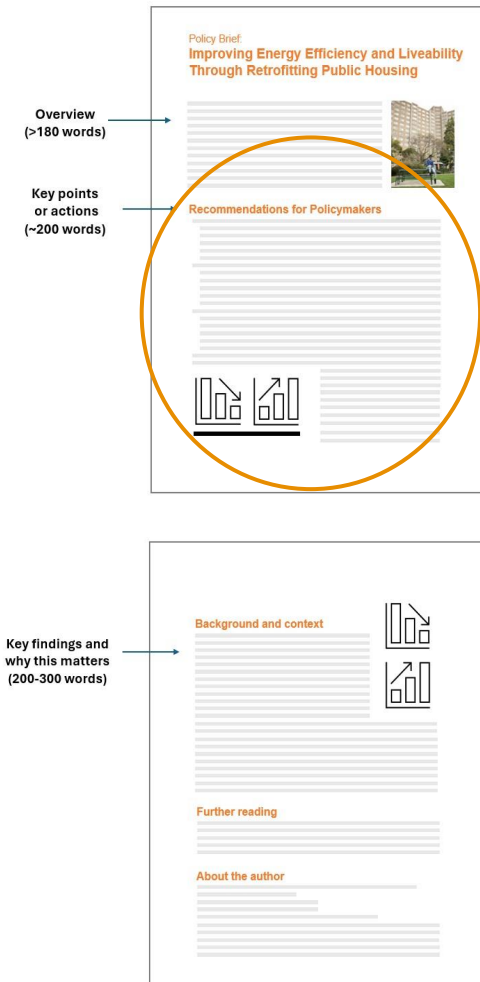 Policy Brief:
Improving Energy Efficiency and Liveability
Through Retrofitting Public Housing
Overview
(>180 words)
Key points
or actions
(~200 words)
Recommendations for Policymakers
Key findings and
why this matters
(200-300 words)
Background and context
Further reading
About the author